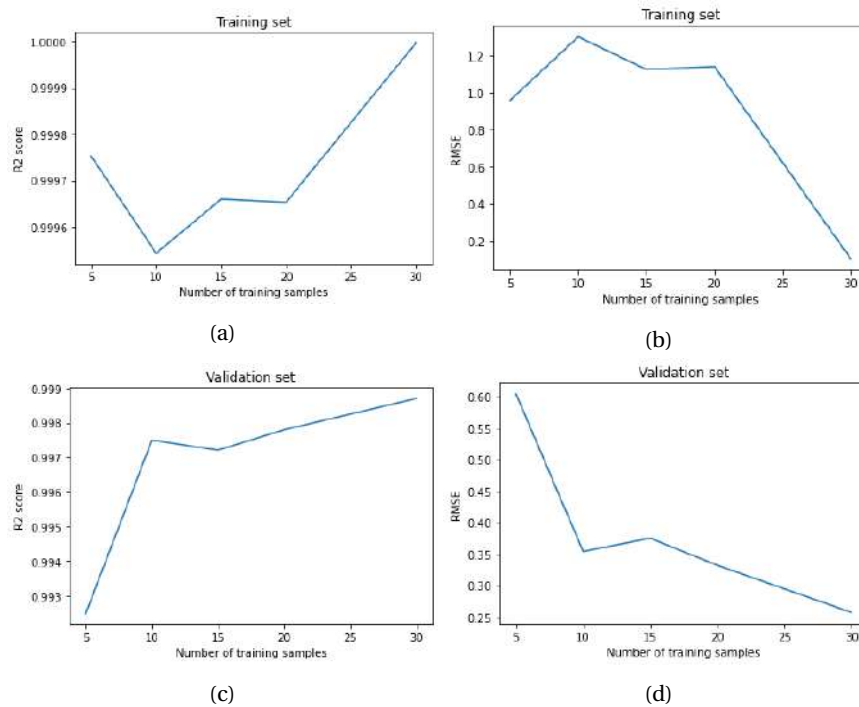 Training set
R2 score
1.0000
0.9999
0.9998
0.9997
0.9996
5 10 15 20 25 30
Number of training samples
(a)
Training set
RMSE
1.2
1.0
0.8
0.6
0.4
0.2
5 10 15 20 25 30
Number of training samples
(b)
Validation set
R2 score
0.999
0.998
0.997
0.996
0.995
0.994
0.993
5 10 15 20 25 30
Number of training samples
(c)
Validation set
RMSE
0.60
0.55
0.50
0.45
0.40
0.35
0.30
0.25
5 10 15 20 25 30
Number of training samples
(d)